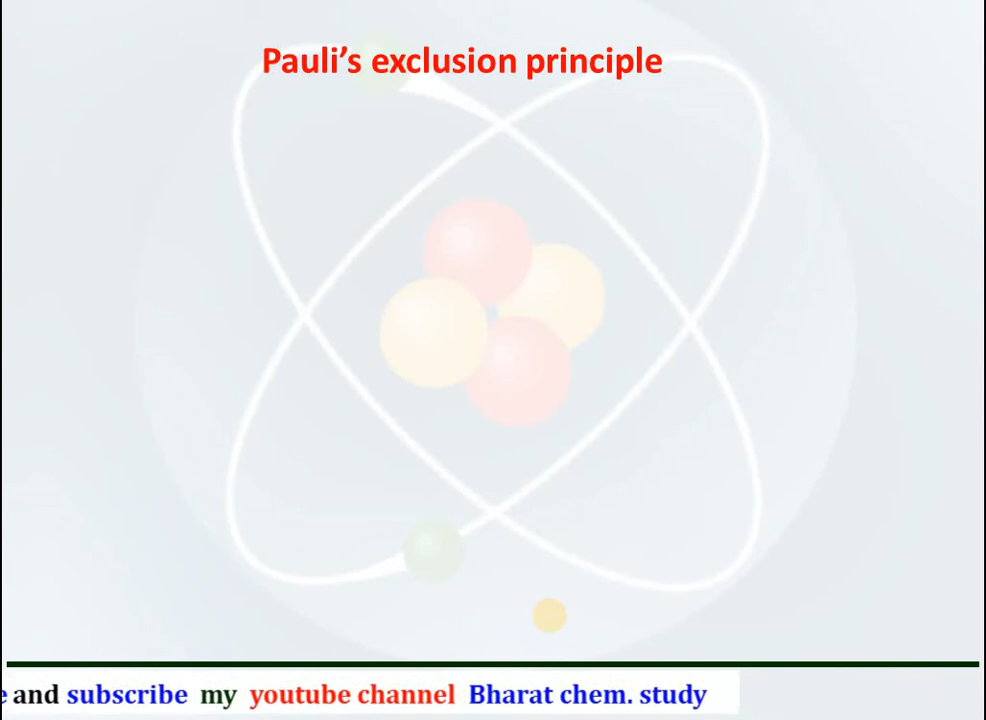 Pauli’s exclusion principle
and subscribe my youtube channel Bharat chem. study